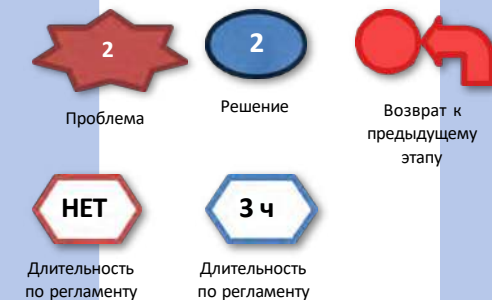 2
2
Проблема
Решение
Возврат к
предыдущему
этапу
НЕТ
3 ч
Длительность
по регламенту
Длительность
по регламенту